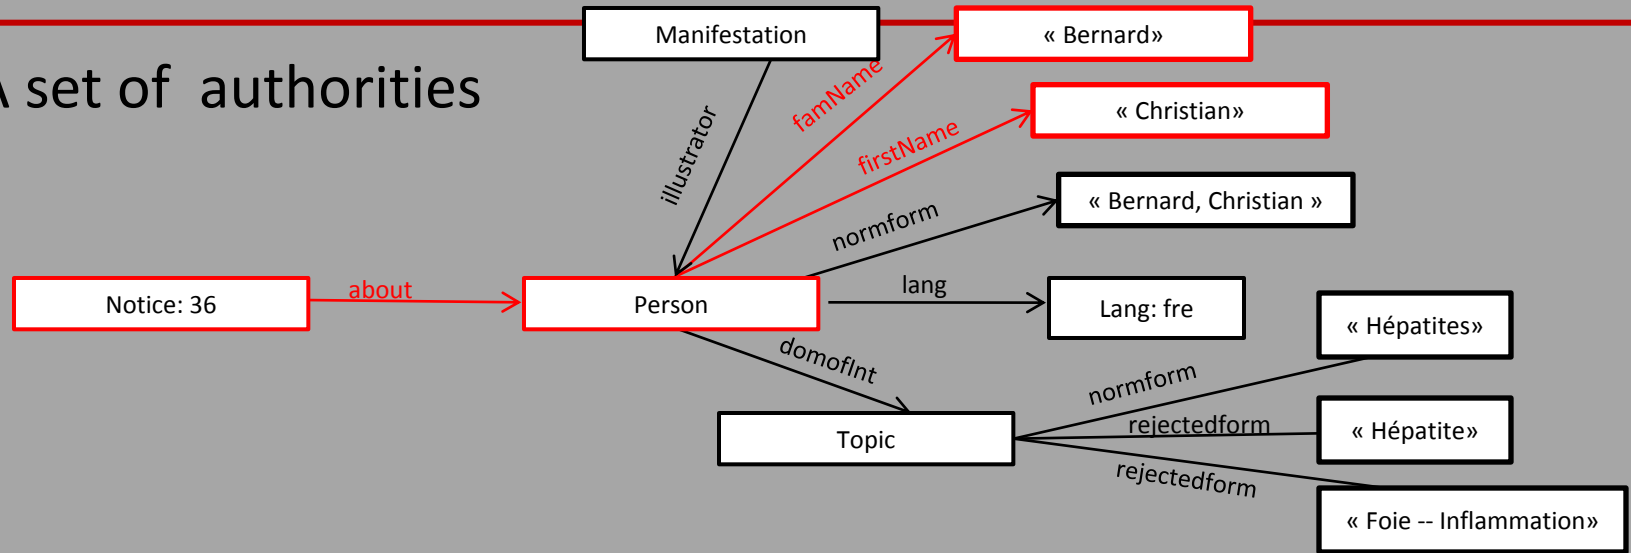 Manifestation
« Bernard»
A set of  authorities
famName
« Christian»
firstName
illustrator
« Bernard, Christian »
normform
Notice: 36
about
Person
lang
Lang: fre
« Hépatites»
domofInt
normform
Topic
rejectedform
« Hépatite»
rejectedform
« Foie -- Inflammation»